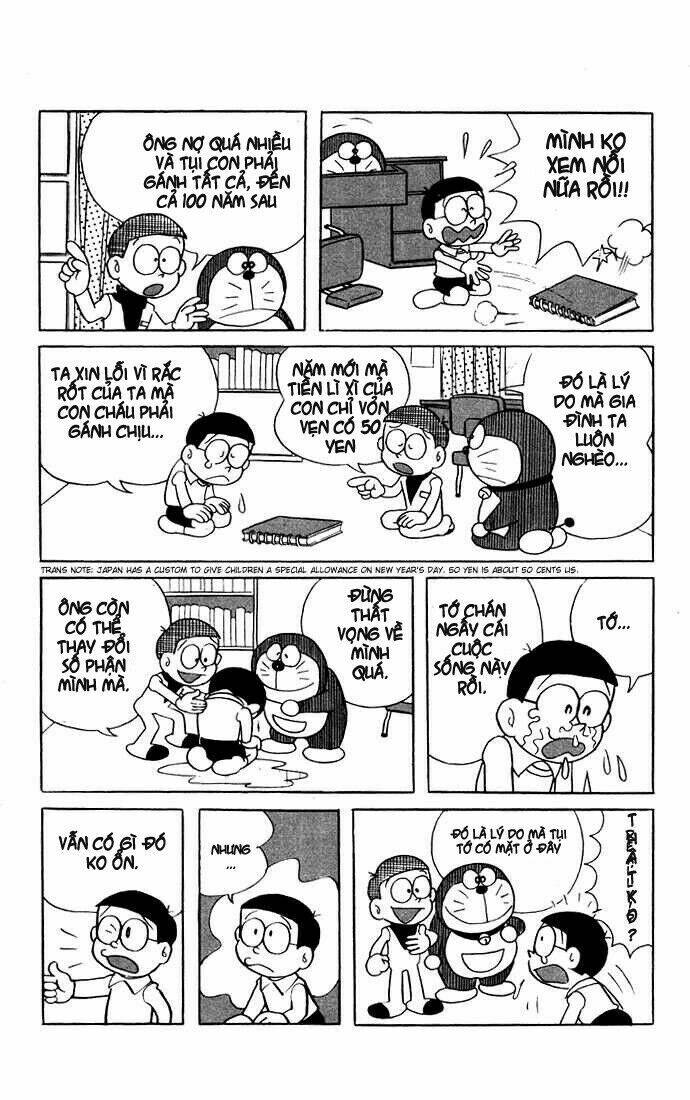 MÌNH KO
XEM NỔI
NỮA RỒI!!
ÔNG NỢ QUÁ NHIỀU
VÀ TỤI CON PHẢI
GÁNH TẤT CẢ, ĐẾN
CẢ 100 NĂM SAU
ĐÓ LÀ LÝ
DO MÀ GIA
ĐÌNH TA
LUÔN
NGHÈO...
NĂM MỚI MÀ
TIỀN LÌ XÌ CỦA
CON CHỈ VỎN
VẸN CÓ 50
YEN
TA XIN LỖI VÌ RẮC
RỐT CỦA TA MÀ
CON CHÁU PHẢI
GÁNH CHỊU...
TRANS NOTE: JAPAN HAS A CUSTOM TO GIVE CHILDREN A SPECIAL ALLOWANCE ON NEW YEAR'S DAY. 50 YEN IS ABOUT 50 CENTS US.
TỚ...
TỚ CHÁN
NGẤY CÁI
CUỘC
SỐNG NÀY
RỒI.
ĐỪNG
THẤT
VỌNG VỀ
MÌNH
QUÁ.
ÔNG CÒN
CÓ THỂ
THAY ĐỔI
SỐ PHẬN
MÌNH MÀ.
THẬT KO?
ĐÓ LÀ LÝ DO MÀ TỤI
TỚ CÓ MẶT Ở ĐÂY
NHƯNG
...
VẪN CÓ GÌ ĐÓ
KO ỔN.